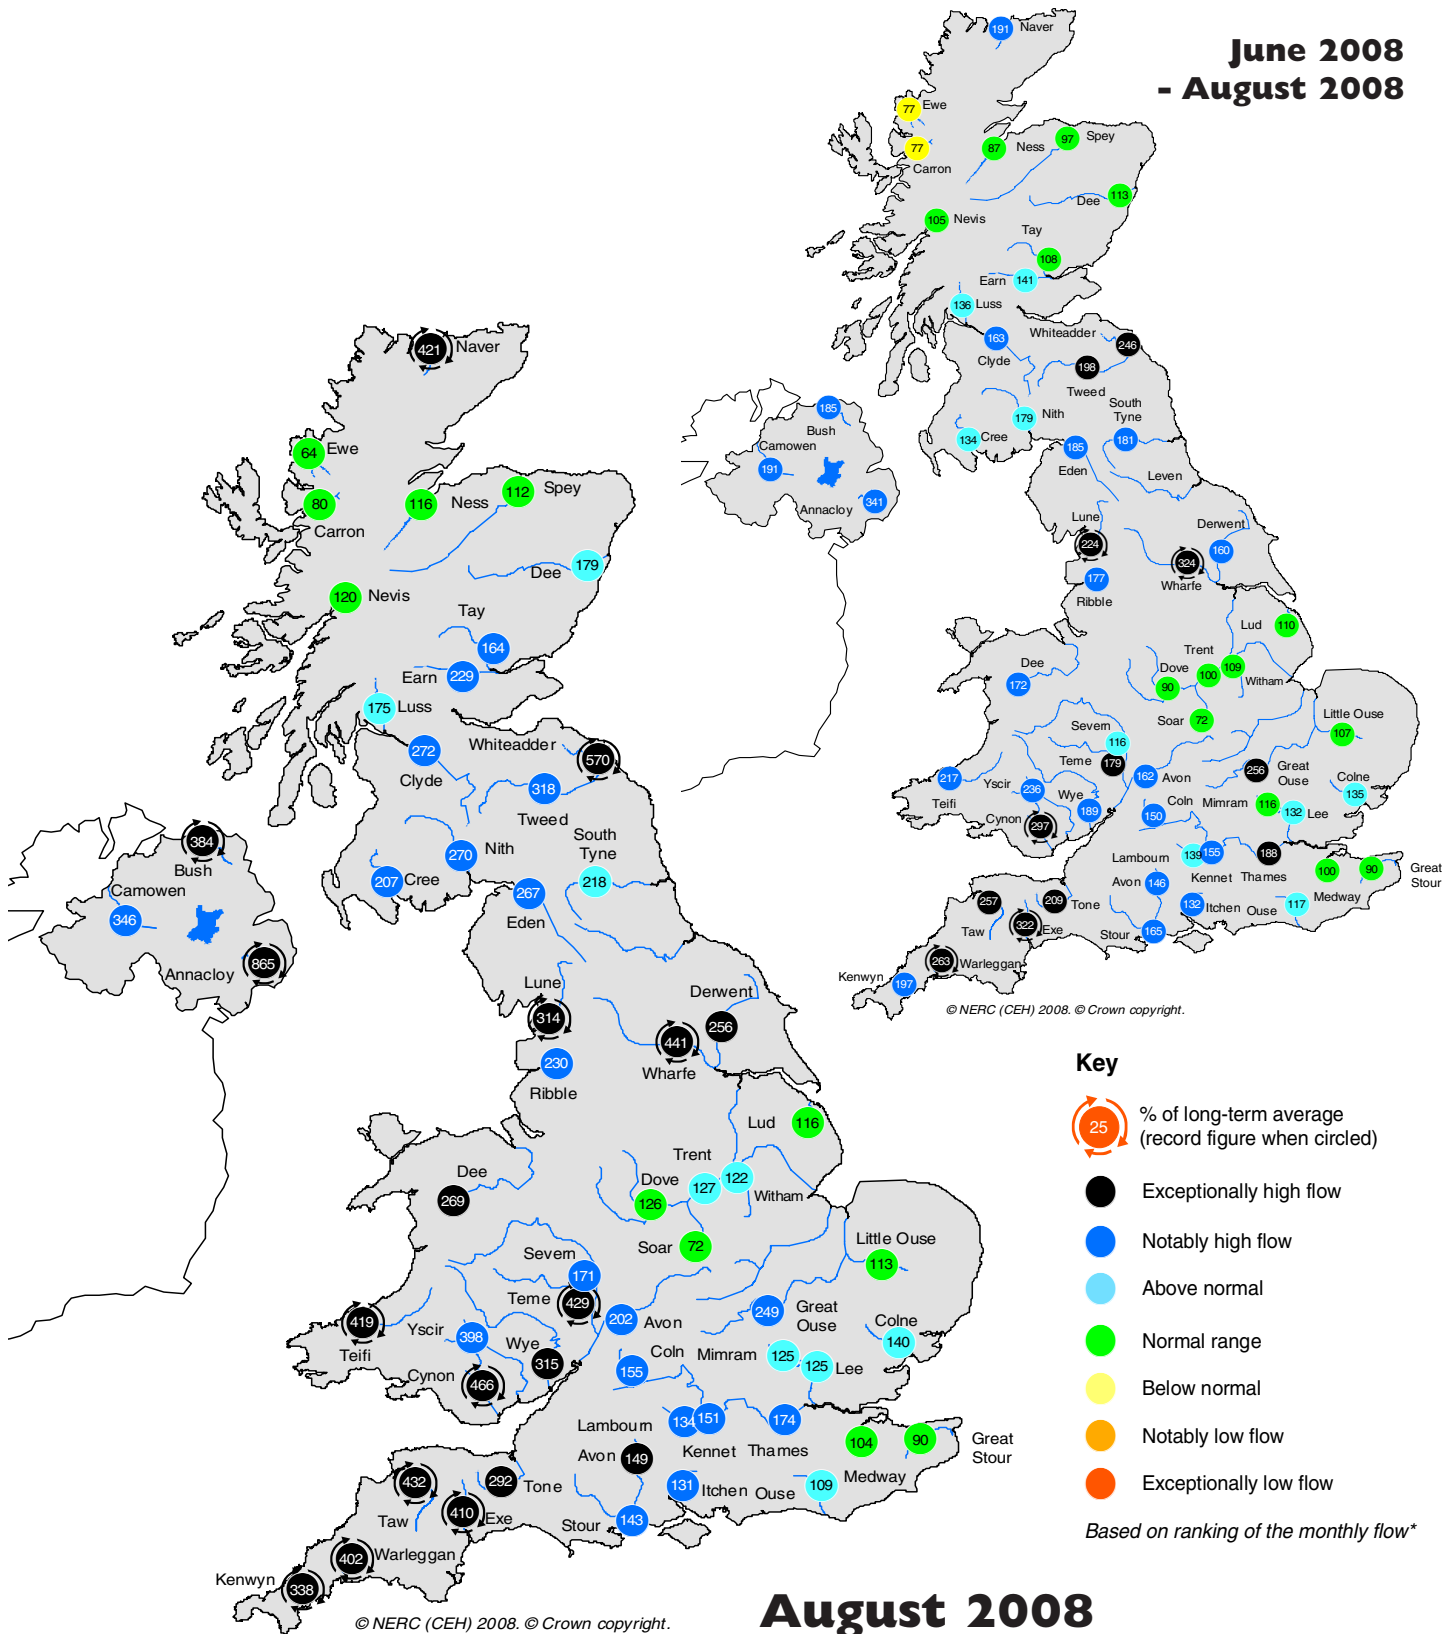 June 2008
- August 2008
191 Naver
77 Ewe
77
Carron
87 Ness
97 Spey
Dee 113
105 Nevis
Tay
108
Earn 141
136 Luss
163
Clyde
Whiteadder
246
198
Tweed
South
Tyne
181
179 Nith
134 Cree
185
Eden
Leven
185
Bush
Camowen
191
Annacloy 341
Lune
224
Derwent
160
324
Wharfe
177
Ribble
Lud 110
Trent
109
Dove 100
90
Witham
Dee
172
Soar 72
Little Ouse
107
Severn
116
Teme 179
162 Avon
256 Great
Ouse
Colne
135
217
Teifi
Yscir 236
Wye
189
Cynon 297
Coln
150
Mimram 116
132 Lee
Lambourn 139 155
Kennet
188
Thames
100
Medway
90 Great
Stour
Avon 146
132 Itchen
Ouse 117
257
Taw
209 Tone
322 Exe
Stour 165
263 Warleggan
Kenwyn
197
© NERC (CEH) 2008. © Crown copyright.
421 Naver
64 Ewe
80
Carron
116 Ness
112 Spey
Dee 179
120 Nevis
Tay
164
Earn 229
175 Luss
272
Clyde
Whiteadder 570
318
Tweed
South
Tyne
218
270 Nith
207 Cree
267
Eden
384
Bush
Camowen
346
Annacloy 865
Lune
314
Derwent
256
441
Wharfe
230
Ribble
Lud 116
Trent
122
Dove 127
126
Witham
Dee
269
Soar 72
Little Ouse
113
Severn
171
Teme 429
202 Avon
249 Great
Ouse
Colne
140
419
Teifi
Yscir 398
Wye
315
Cynon 466
Coln
155
Mimram 125
125 Lee
Lambourn 134 151
Kennet
174
Thames
104
Medway
90 Great
Stour
Avon 149
131 Itchen
Ouse 109
432
Taw
292 Tone
410 Exe
Stour 143
402 Warleggan
Kenwyn 338
© NERC (CEH) 2008. © Crown copyright.
August 2008
Key
25 % of long-term average
(record figure when circled)
Exceptionally high flow
Notably high flow
Above normal
Normal range
Below normal
Notably low flow
Exceptionally low flow
Based on ranking of the monthly flow*